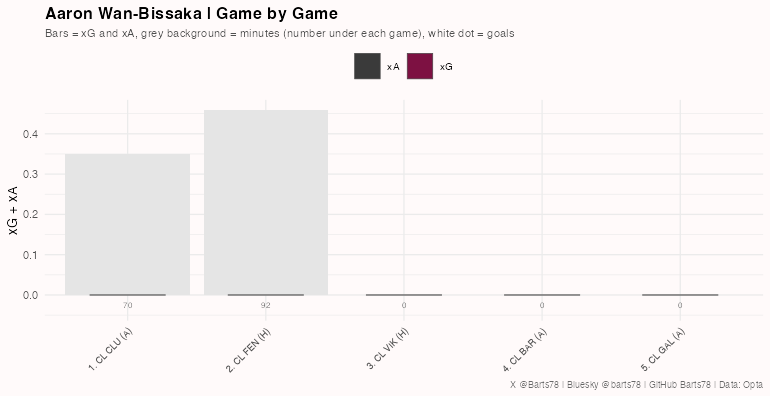 Aaron Wan-Bissaka | Game by Game
Bars = xG and xA, grey background = minutes (number under each game), white dot = goals
xA
xG
xG + xA
0.4
0.3
0.2
0.1
0.0
70
92
0
0
0
1. CL CLU (A)
2. CL FEN (H)
3. CL VIK (H)
4. CL BAR (A)
5. CL GAL (A)
X @Barts78 | Bluesky @barts78 | GitHub Barts78 | Data: Opta